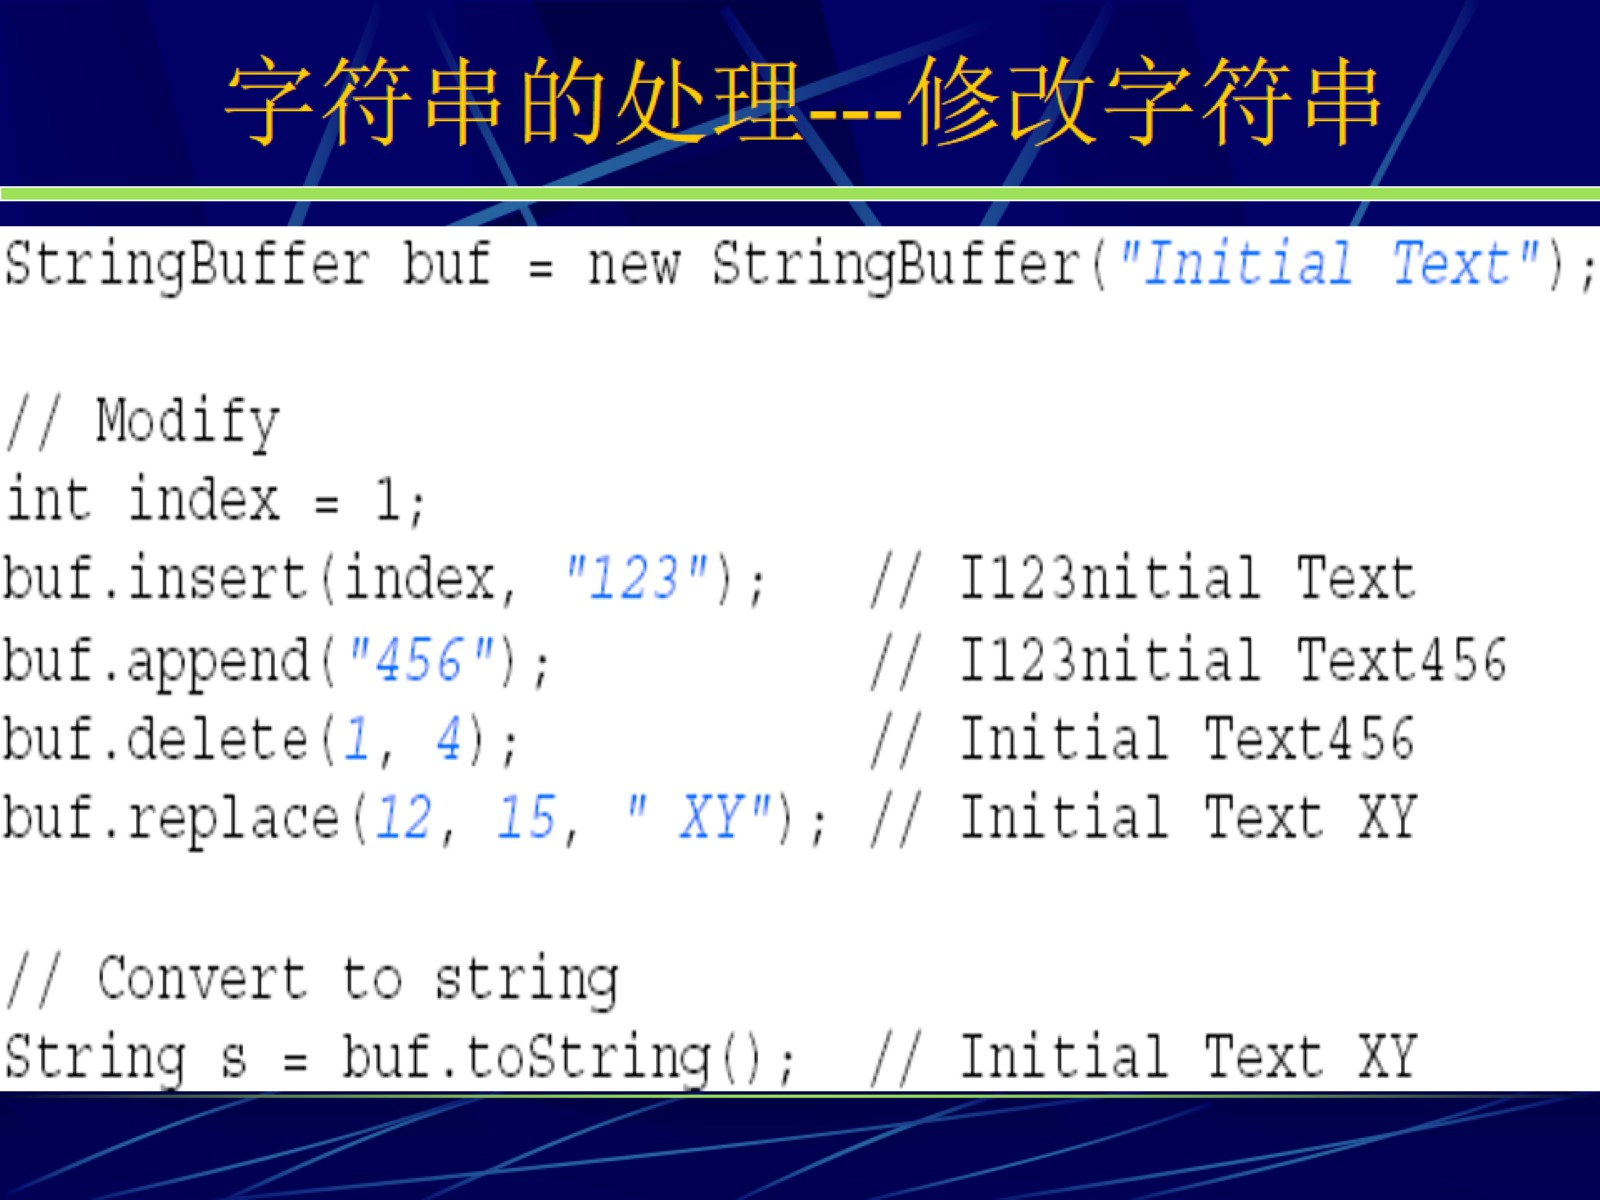 字符串的处理---修改字符串
StringBuffer buf = new StringBuffer("Initial Text");
// Modify
int index = 1;
buf.insert(index, "123");   // I123nitial Text
buf.append("456");          // I123nitial Text456
buf.delete(1, 4);           // Initial Text456
buf.replace(12, 15, " XY"); // Initial Text XY
// Convert to string
String s = buf.toString();  // Initial Text XY